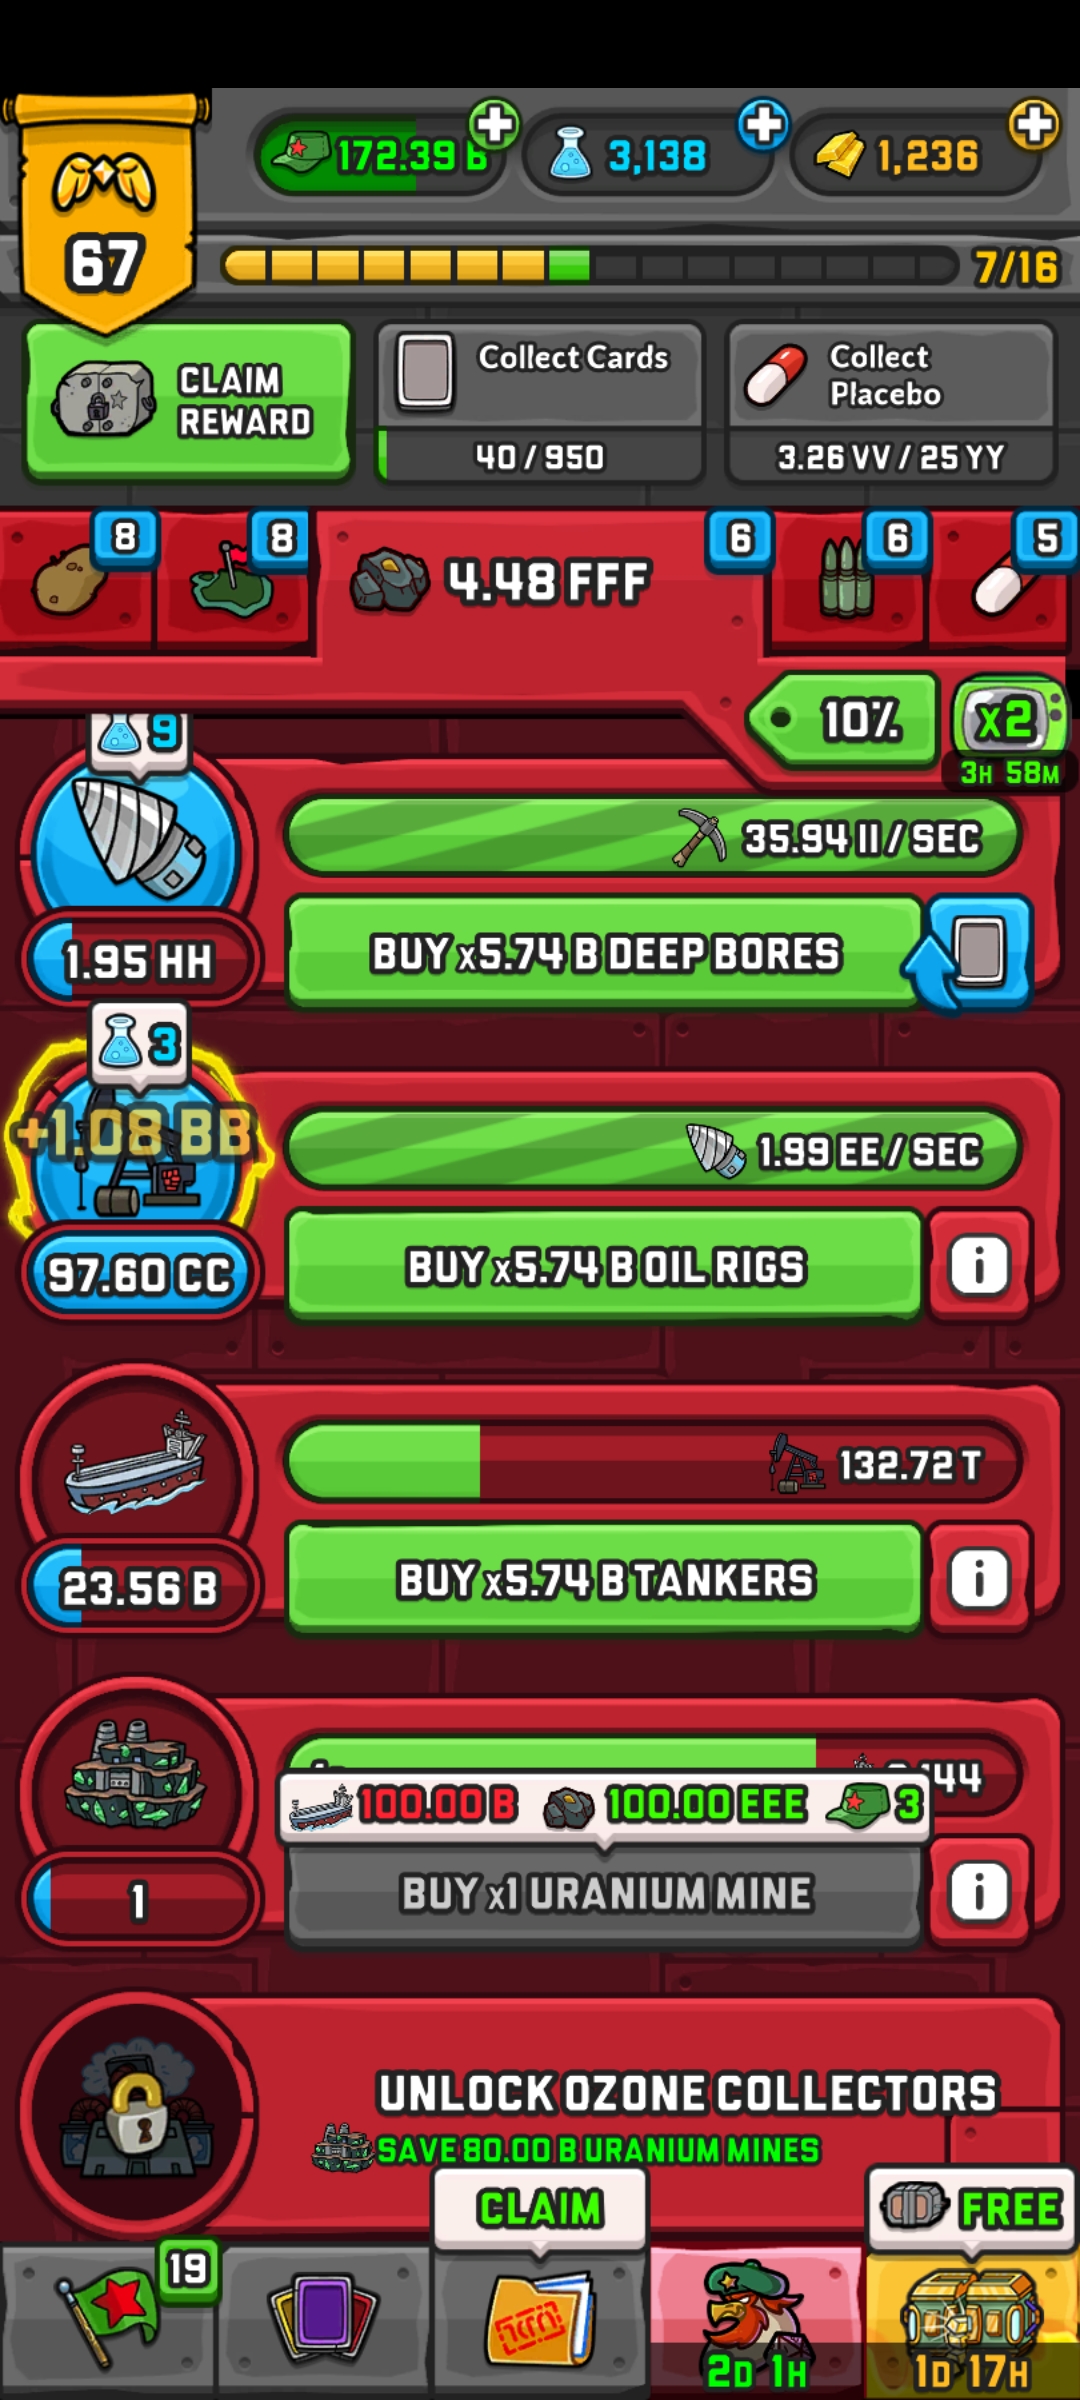 172.39 B
3,138
1,236
67
7/16
CLAIM
REWARD
Collect Cards
40 / 950
Collect
Placebo
3.26 VV / 25 YY
8
8
4.48 FFF
6
6
5
10%
x2
3H 58M
9
35.94 II / SEC
1.95 HH
BUY x5.74 B DEEP BORES
3
+1.08 BB
1.99 EE / SEC
97.60 CC
BUY x5.74 B OIL RIGS
i
132.72 T
23.56 B
BUY x5.74 B TANKERS
i
100.00 B
100.00 EEE
3
1
BUY x1 URANIUM MINE
i
UNLOCK OZONE COLLECTORS
SAVE 80.00 B URANIUM MINES
CLAIM
FREE
19
2D 1H
1D 17H